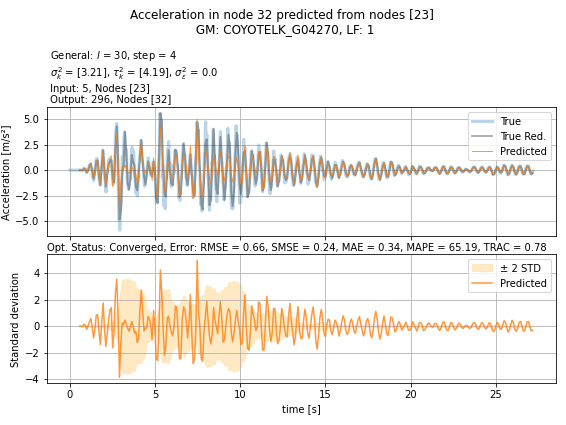 Acceleration in node 32 predicted from nodes [23]
GM: COYOTELK_G04270, LF: 1
General: l = 30, step = 4
σ²ₖ = [3.21], τ²ₖ = [4.19], σ²ε = 0.0
Input: 5, Nodes [23]
Output: 296, Nodes [32]
Acceleration [m/s²]
5.0
2.5
0.0
−2.5
−5.0
True
True Red.
Predicted
Opt. Status: Converged, Error: RMSE = 0.66, SMSE = 0.24, MAE = 0.34, MAPE = 65.19, TRAC = 0.78
Standard deviation
4
2
0
−2
−4
± 2 STD
Predicted
0
5
10
15
20
25
time [s]